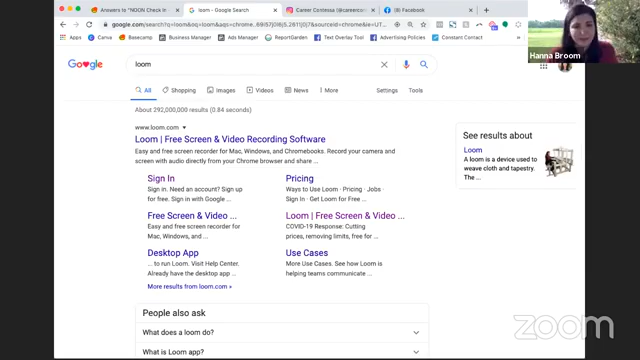 Answers to "NOON Check In
loom - Google Search
Career Contessa (@careercon
(8) Facebook
google.com/search?q=loom&oq=loom&aqs=chrome..
Apps
Basecamp
Canva
Business Manager
Ads Manager
Brand Report Form
Text Overlay Tool
Advertising Policies
Constant Contact
Hanna Broom
Google
loom
All
Shopping
Images
Videos
News
More
Settings
Tools
About 292,000,000 results (0.84 seconds)
www.loom.com
Loom | Free Screen & Video Recording Software
Easy and free screen recorder for Mac, Windows, and Chromebooks. Record your camera and
screen with audio directly from your Chrome browser and share ...
Sign In
Sign in. Need an account? Sign up
for free. Sign in with Google ...
Pricing
Ways to Use Loom · Pricing · Jobs ·
Sign In · Get Loom for Free ...
Free Screen & Video ...
Easy and free screen recorder for
Mac, Windows, and ...
Loom | Free Screen & Video ...
COVID-19 Response: Cutting
prices, removing limits, free for ...
Desktop App
... to run Loom. Visit Help Center.
Already have the desktop app ...
Use Cases
More Use Cases. See how Loom is
helping teams communicate ...
More results from loom.com »
See results about
Loom
A loom is a device used to
weave cloth and tapestry.
The ...
People also ask
What does a loom do?
What is Loom app?
zoom